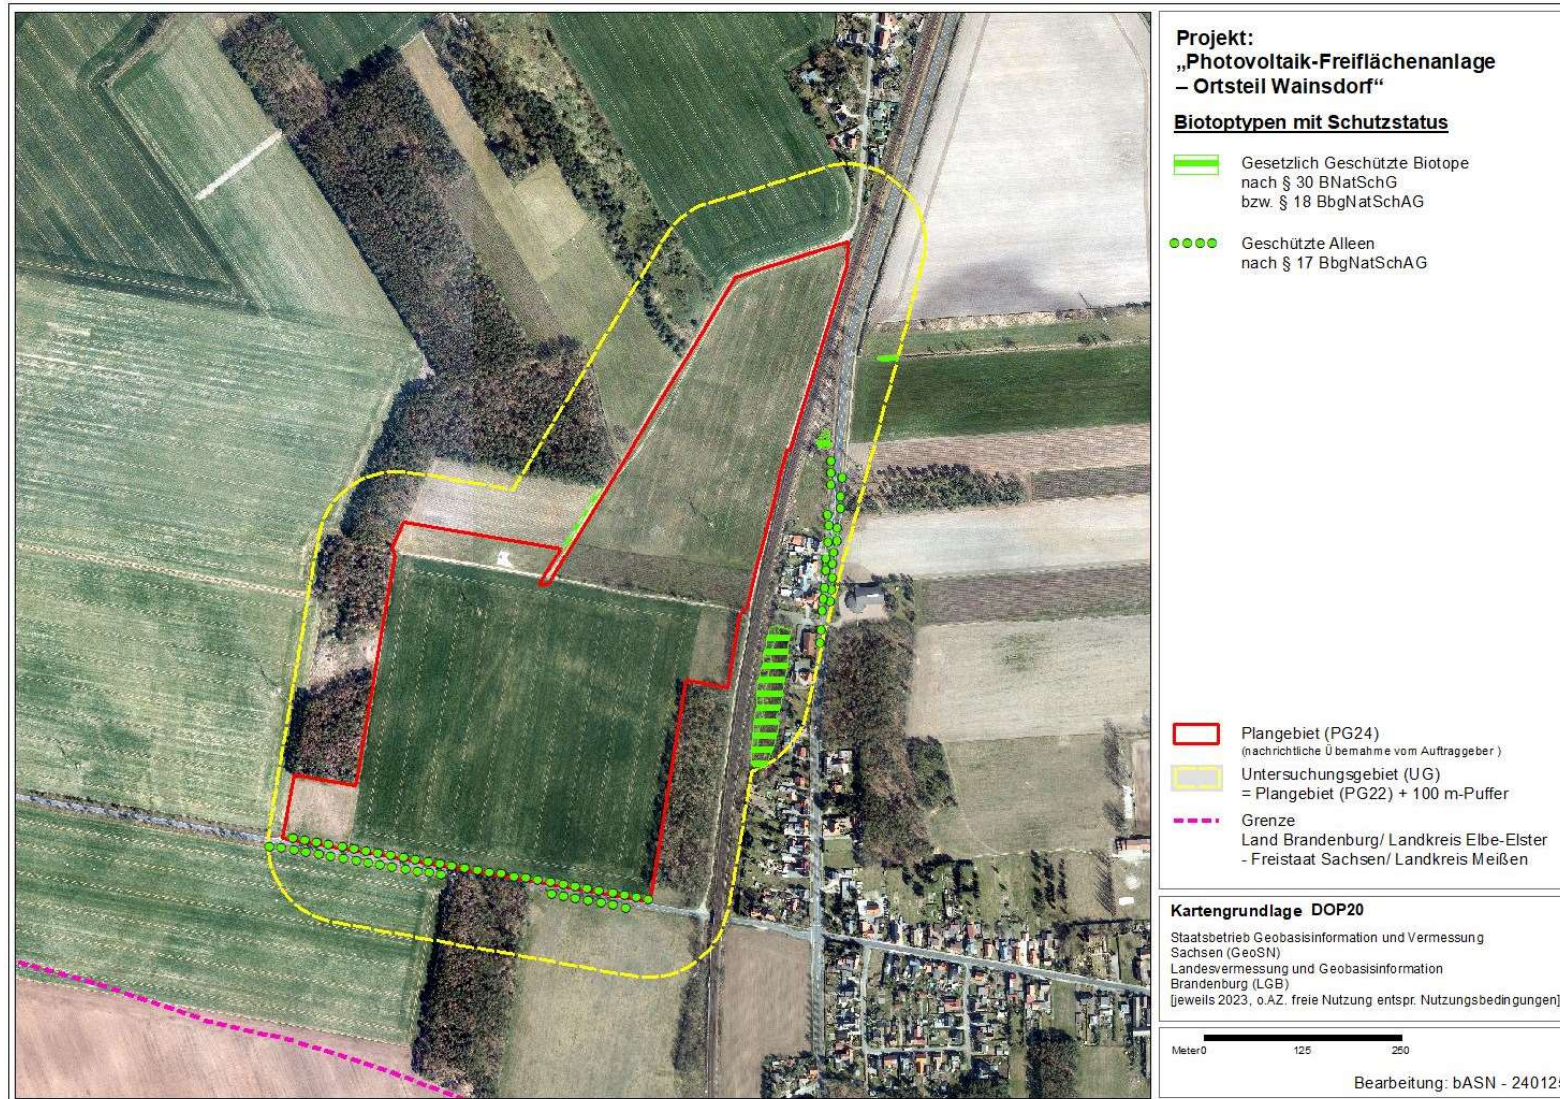 Projekt:
„Photovoltaik-Freiflächenanlage
– Ortsteil Wainsdorf“
Biotoptypen mit Schutzstatus
Gesetzlich Geschützte Biotope
nach § 30 BNatSchG
bzw. § 18 BbgNatSchAG
Geschützte Alleen
nach § 17 BbgNatSchAG
Plangebiet (PG24)
(nachrichtliche Übernahme vom Auftraggeber )
Untersuchungsgebiet (UG)
= Plangebiet (PG22) + 100 m-Puffer
Grenze
Land Brandenburg/ Landkreis Elbe-Elster
- Freistaat Sachsen/ Landkreis Meißen
Kartengrundlage DOP20
Staatsbetrieb Geobasisinformation und Vermessung
Sachsen (GeoSN)
Landesvermessung und Geobasisinformation
Brandenburg (LGB)
[jeweils 2023, o.AZ. freie Nutzung entspr. Nutzungsbedingungen]
Meter 0 125 250
Bearbeitung: bASN - 240125